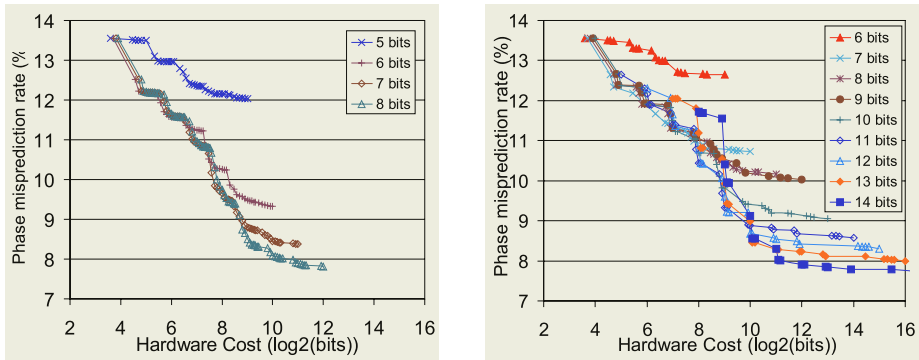 Phase misprediction rate (%)
14
13
12
11
10
9
8
7
2 4 6 8 10 12 14 16
Hardware Cost (log2(bits))
5 bits
6 bits
7 bits
8 bits
Phase misprediction rate (%)
14
13
12
11
10
9
8
7
2 4 6 8 10 12 14 16
Hardware Cost (log2(bits))
6 bits
7 bits
8 bits
9 bits
10 bits
11 bits
12 bits
13 bits
14 bits